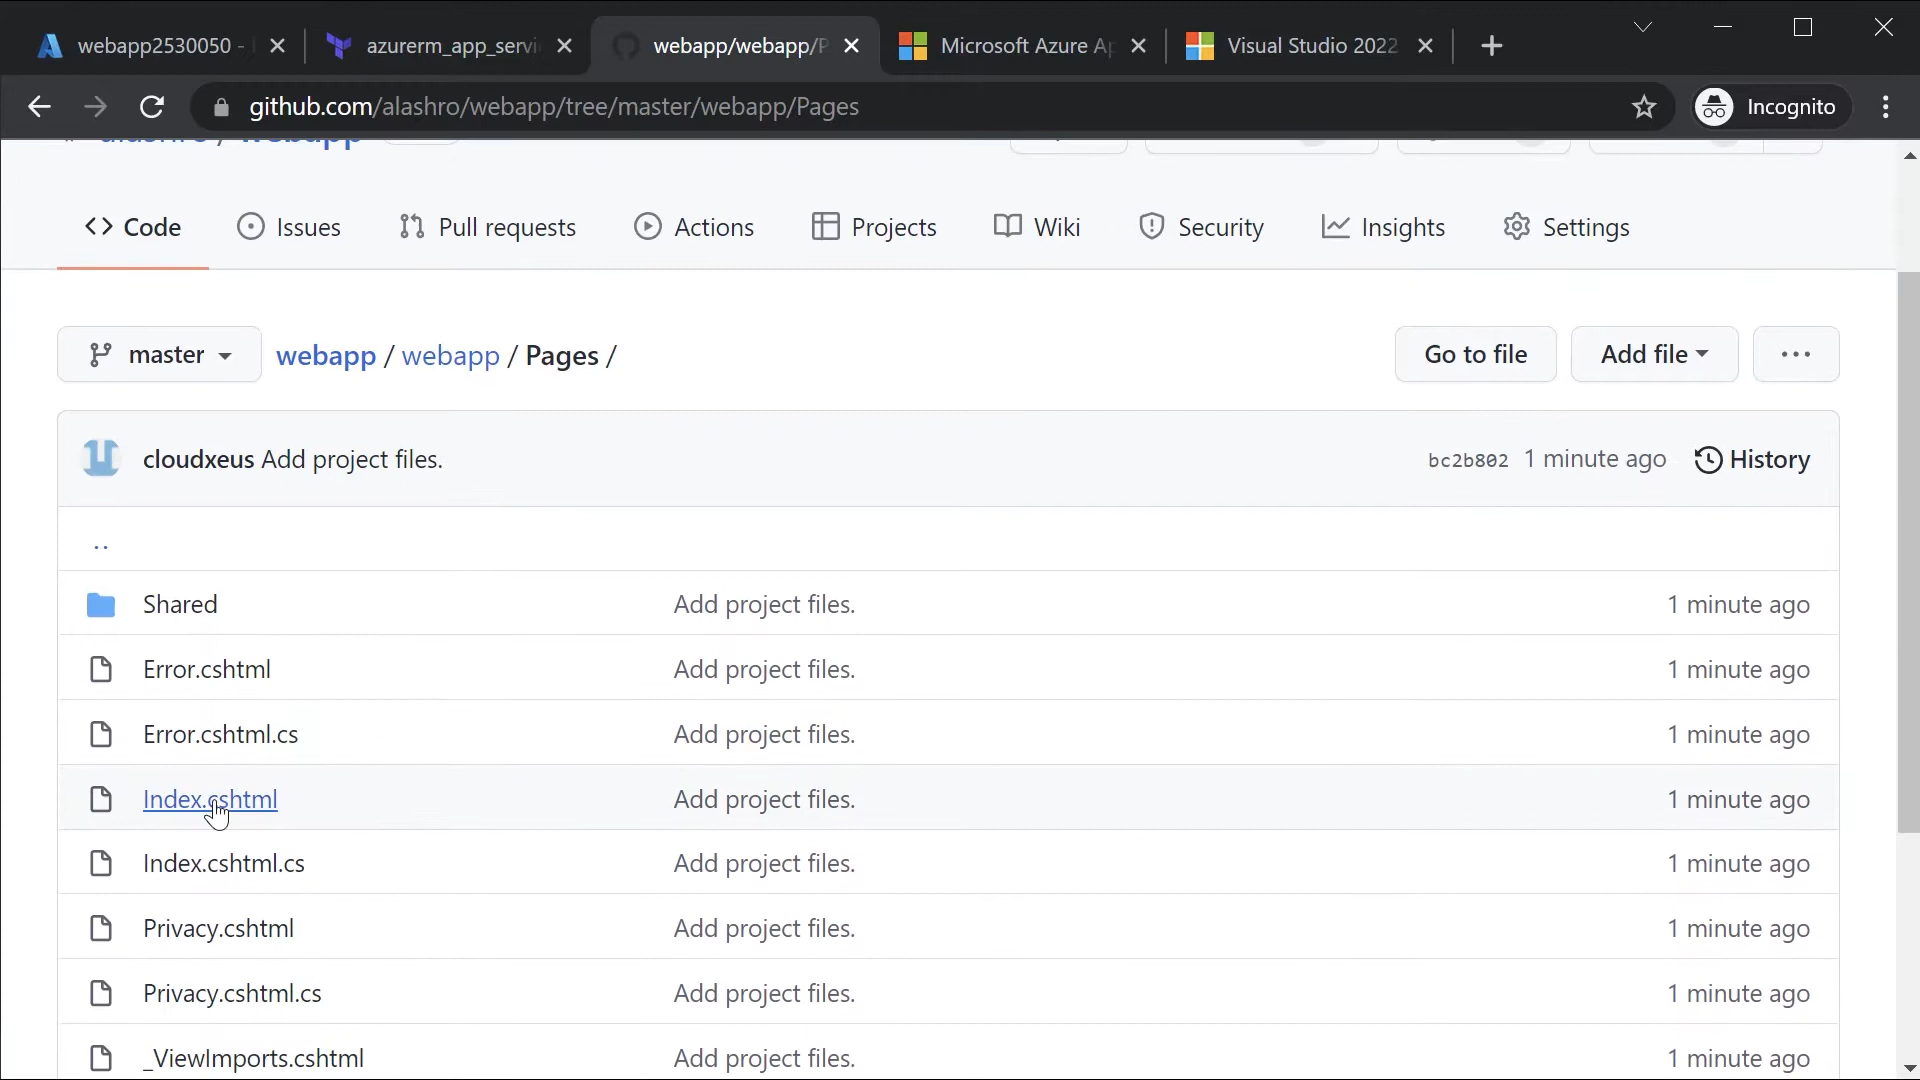 webapp2530050 -
azurerm_app_servi
webapp/webapp/P
Microsoft Azure Ap
Visual Studio 2022
github.com/alashro/webapp/tree/master/webapp/Pages
Incognito
alashro / webapp
Code
Issues
Pull requests
Actions
Projects
Wiki
Security
Insights
Settings
master
webapp / webapp / Pages /
Go to file
Add file
cloudxeus Add project files.
bc2b802 1 minute ago
History
..
Shared Add project files. 1 minute ago
Error.cshtml Add project files. 1 minute ago
Error.cshtml.cs Add project files. 1 minute ago
Index.cshtml Add project files. 1 minute ago
Index.cshtml.cs Add project files. 1 minute ago
Privacy.cshtml Add project files. 1 minute ago
Privacy.cshtml.cs Add project files. 1 minute ago
_ViewImports.cshtml Add project files. 1 minute ago